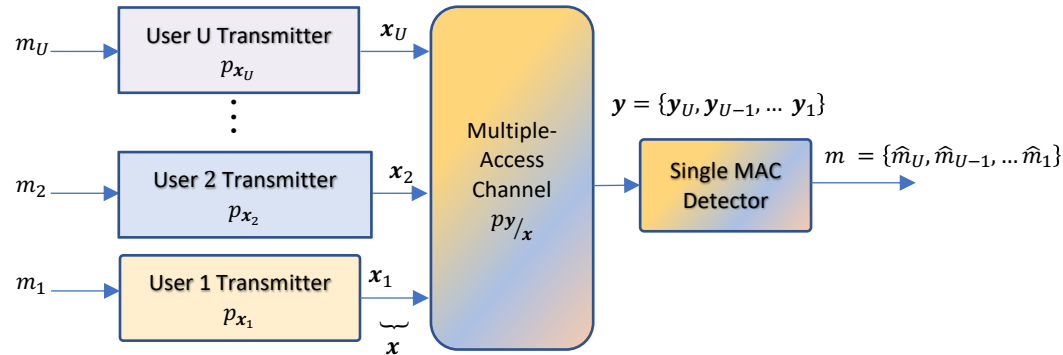 m_U
User U Transmitter
p_{x_U}
x_U
⋮
m_2
User 2 Transmitter
p_{x_2}
x_2
m_1
User 1 Transmitter
p_{x_1}
x_1
x
Multiple-
Access
Channel
p_{y/x}
y = {y_U, y_{U−1}, … y_1}
Single MAC
Detector
m = {m̂_U, m̂_{U−1}, … m̂_1}